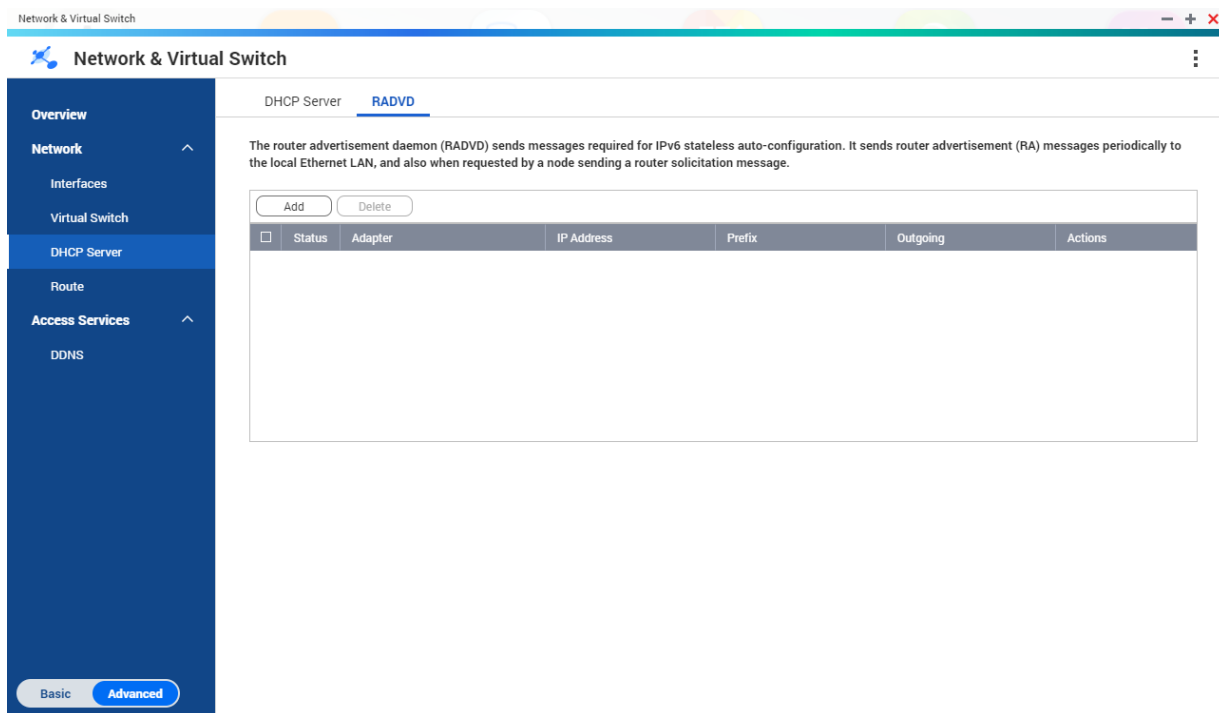 Network & Virtual Switch
Network & Virtual Switch
Overview
Network
Interfaces
Virtual Switch
DHCP Server
Route
Access Services
DDNS
Basic Advanced
DHCP Server RADVD
The router advertisement daemon (RADVD) sends messages required for IPv6 stateless auto-configuration. It sends router advertisement (RA) messages periodically to
the local Ethernet LAN, and also when requested by a node sending a router solicitation message.
Add Delete
Status Adapter IP Address Prefix Outgoing Actions